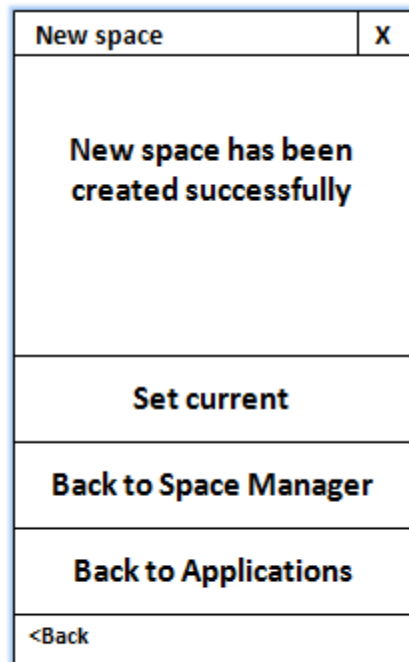 New space
X
New space has been
created successfully
Set current
Back to Space Manager
Back to Applications
<Back